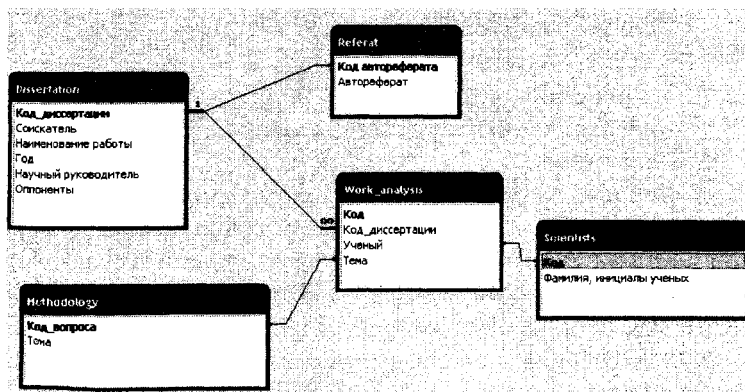 Referat
Код автореферата
Автореферат
Dissertation
Код_диссертации
Соискатель
Наименование работы
Год
Научный руководитель
Оппоненты
1
∞
Work_analysis
Код
Код_диссертации
Ученый
Тема
Scientists
Код
Фамилия, инициалы ученых
Methodology
Код_вопроса
Тема